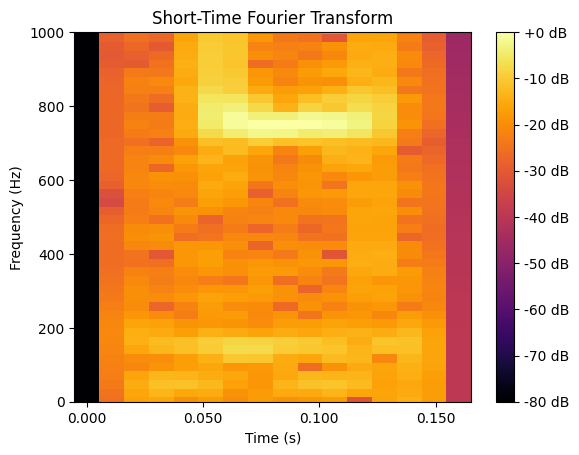 Short-Time Fourier Transform
1000
800
600
400
200
0
Frequency (Hz)
0.000
0.050
0.100
0.150
Time (s)
+0 dB
-10 dB
-20 dB
-30 dB
-40 dB
-50 dB
-60 dB
-70 dB
-80 dB